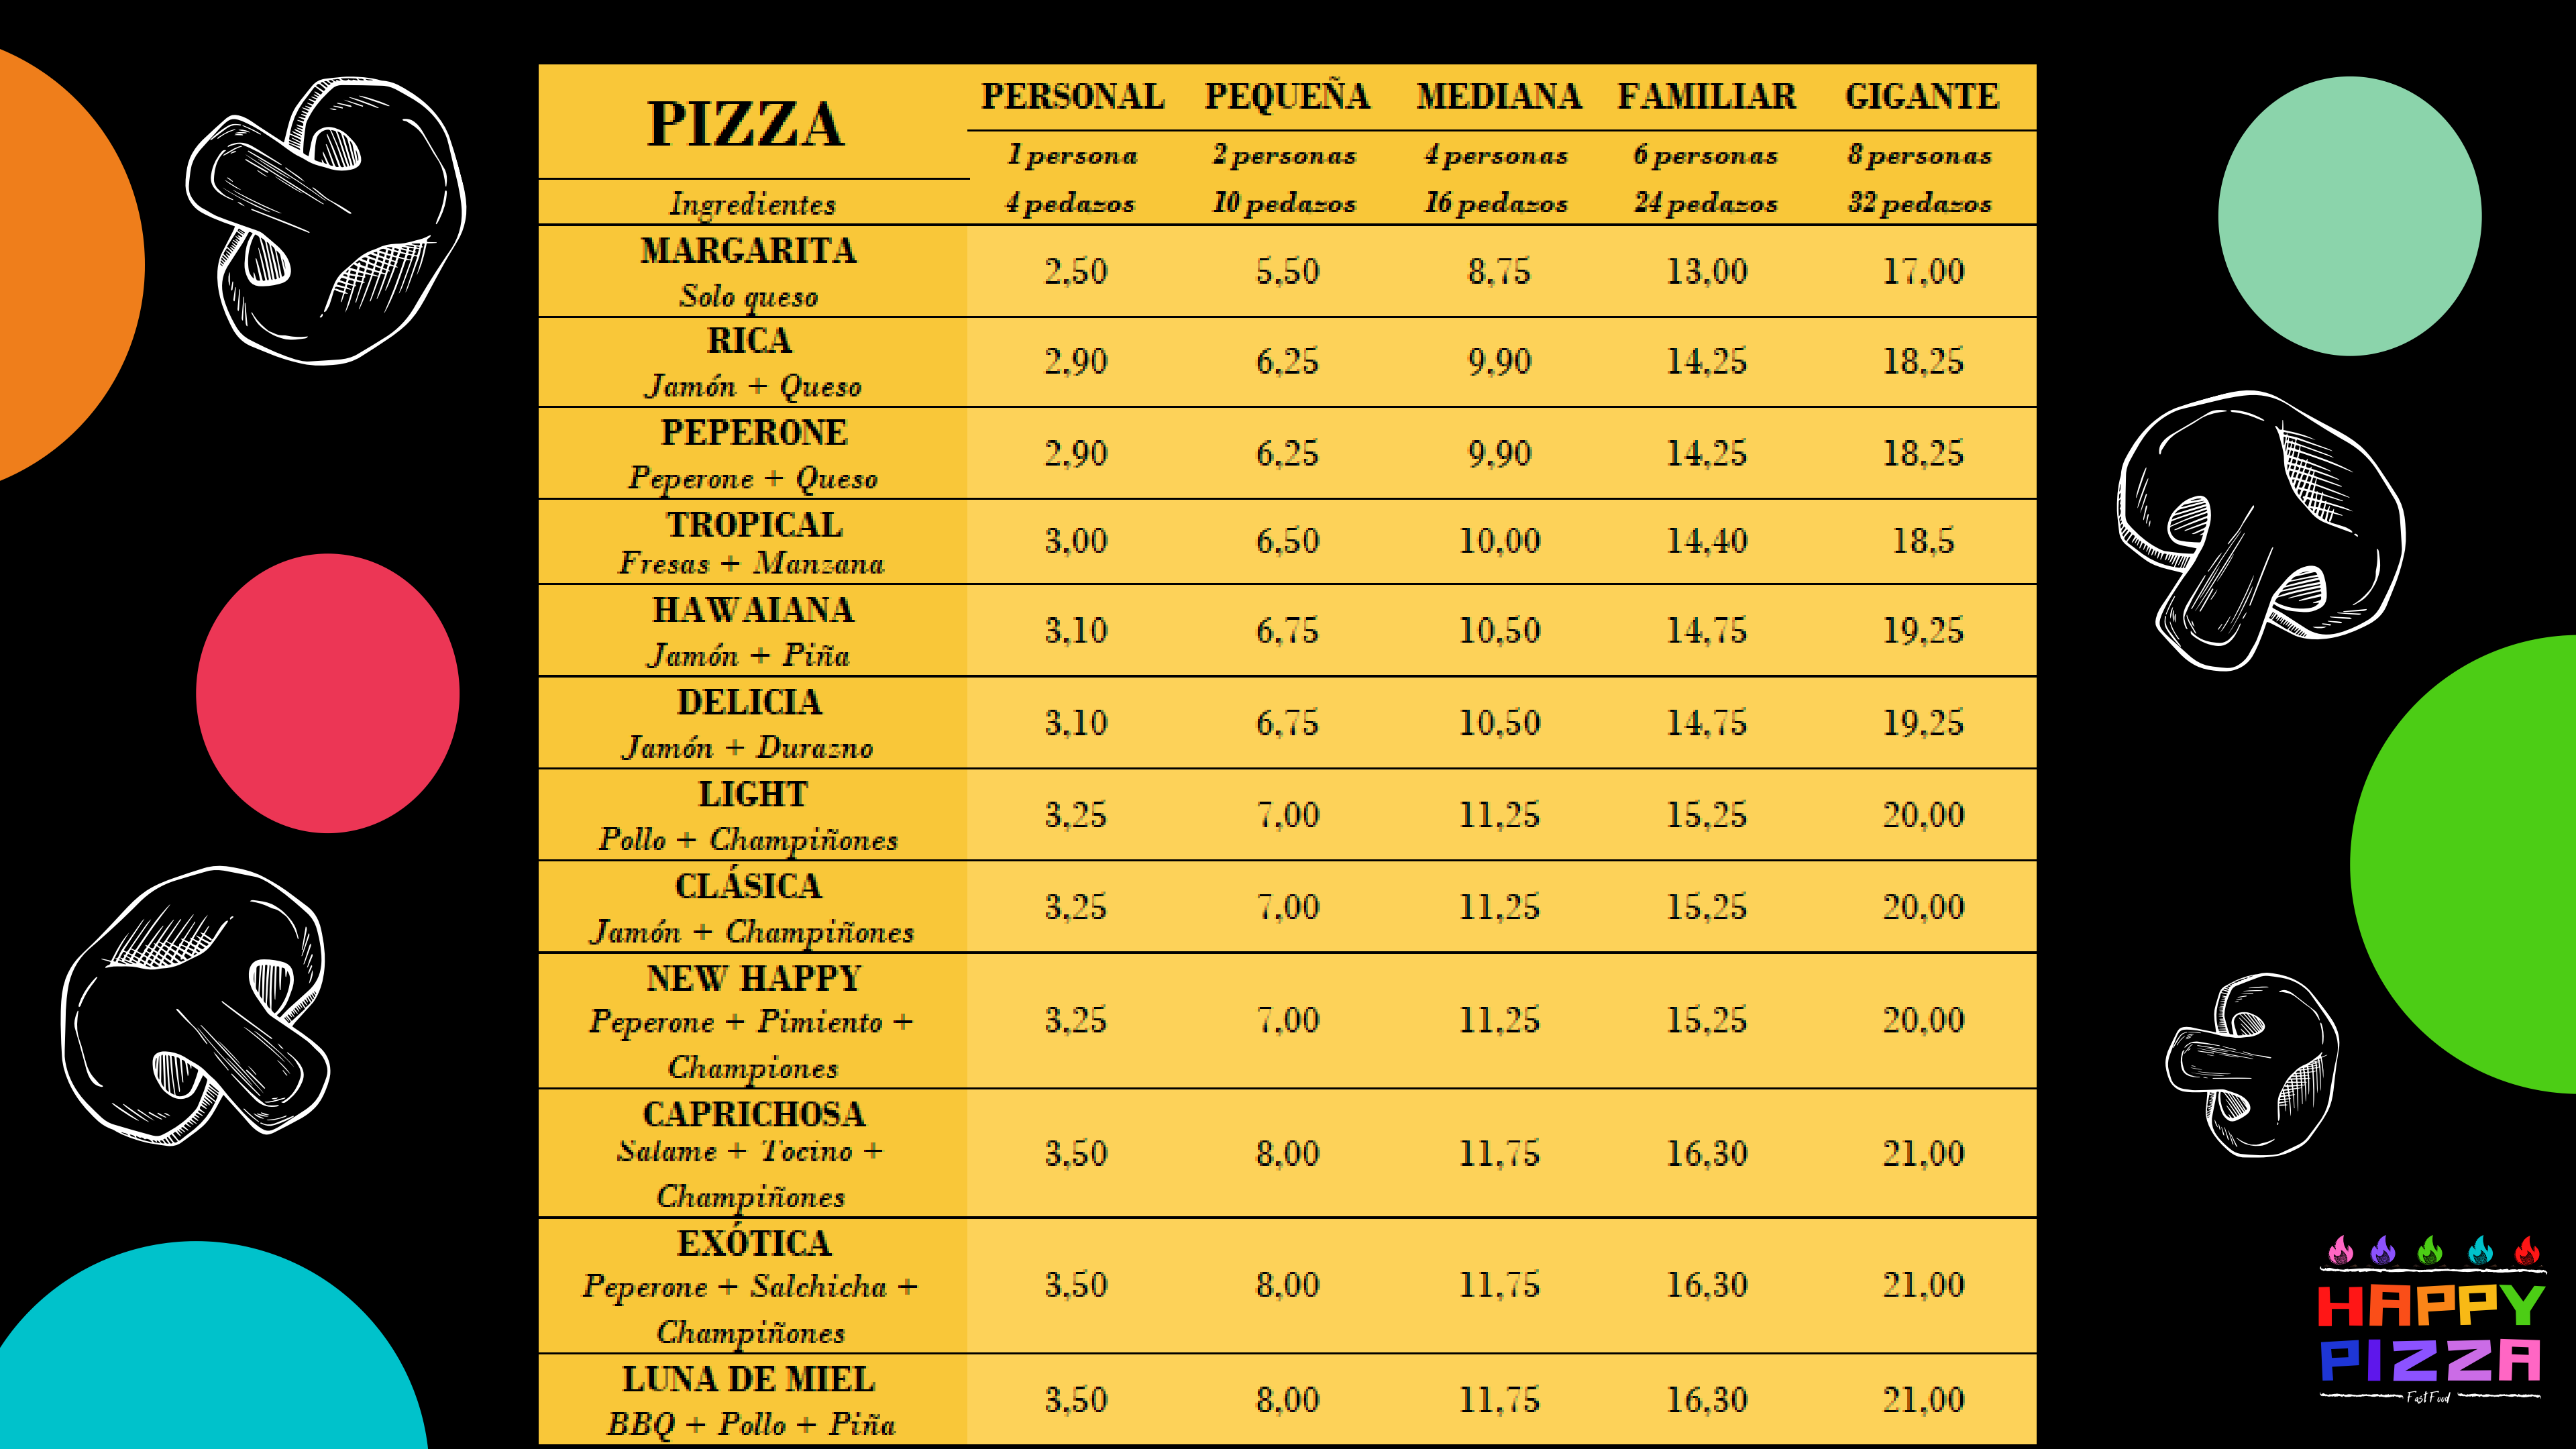 PIZZA PERSONAL PEQUEÑA MEDIANA FAMILIAR GIGANTE
1 persona 2 personas 4 personas 6 personas 8 personas
Ingredientes 4 pedazos 10 pedazos 16 pedazos 24 pedazos 32 pedazos
MARGARITA
Solo queso
2,50 5,50 8,75 13,00 17,00
RICA
Jamón + Queso
2,90 6,25 9,90 14,25 18,25
PEPERONE
Peperone + Queso
2,90 6,25 9,90 14,25 18,25
TROPICAL
Fresas + Manzana
3,00 6,50 10,00 14,40 18,5
HAWAIANA
Jamón + Piña
3,10 6,75 10,50 14,75 19,25
DELICIA
Jamón + Durazno
3,10 6,75 10,50 14,75 19,25
LIGHT
Pollo + Champiñones
3,25 7,00 11,25 15,25 20,00
CLÁSICA
Jamón + Champiñones
3,25 7,00 11,25 15,25 20,00
NEW HAPPY
Peperone + Pimiento +
Championes
3,25 7,00 11,25 15,25 20,00
CAPRICHOSA
Salame + Tocino +
Champiñones
3,50 8,00 11,75 16,30 21,00
EXÓTICA
Peperone + Salchicha +
Champiñones
3,50 8,00 11,75 16,30 21,00
LUNA DE MIEL
BBQ + Pollo + Piña
3,50 8,00 11,75 16,30 21,00
HAPPY
PIZZA
Fast Food